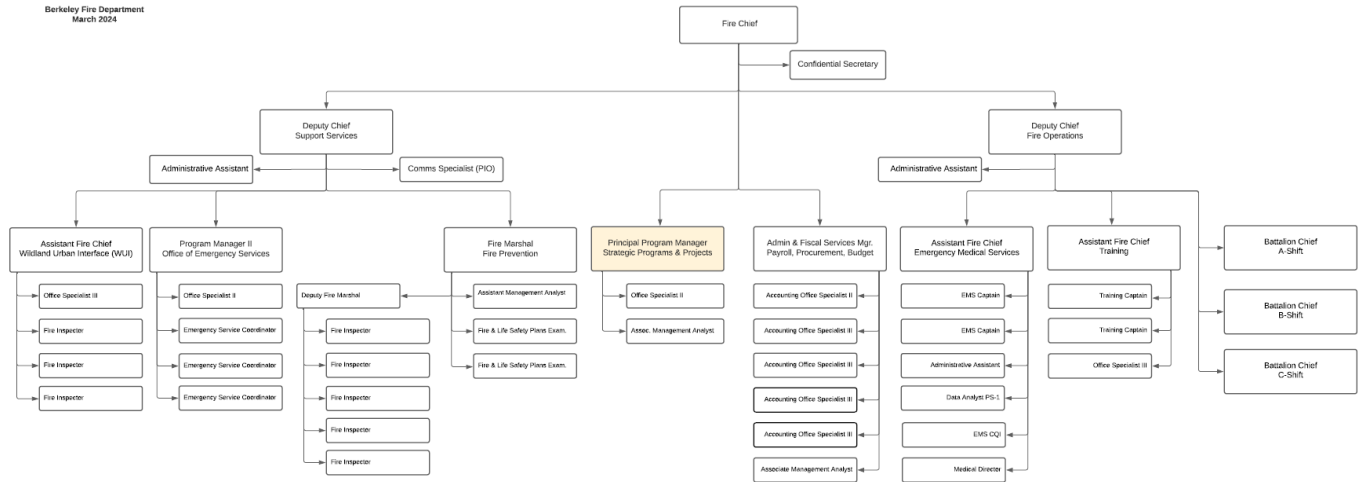 Berkeley Fire Department
March 2024
Fire Chief
Confidential Secretary
Deputy Chief
Support Services
Deputy Chief
Fire Operations
Administrative Assistant
Comms Specialist (PIO)
Administrative Assistant
Assistant Fire Chief
Wildland Urban Interface (WUI)
Office Specialist III
Fire Inspector
Fire Inspector
Fire Inspector
Program Manager II
Office of Emergency Services
Office Specialist II
Emergency Service Coordinator
Emergency Service Coordinator
Emergency Service Coordinator
Fire Marshal
Fire Prevention
Deputy Fire Marshal
Fire Inspector
Fire Inspector
Fire Inspector
Fire Inspector
Fire Inspector
Assistant Management Analyst
Fire & Life Safety Plans Exam.
Fire & Life Safety Plans Exam.
Principal Program Manager
Strategic Programs & Projects
Office Specialist II
Assoc. Management Analyst
Admin & Fiscal Services Mgr.
Payroll, Procurement, Budget
Accounting Office Specialist II
Accounting Office Specialist III
Accounting Office Specialist III
Accounting Office Specialist III
Accounting Office Specialist III
Associate Management Analyst
Assistant Fire Chief
Emergency Medical Services
EMS Captain
EMS Captain
Administrative Assistant
Data Analyst PS-1
EMS CQI
Medical Director
Assistant Fire Chief
Training
Training Captain
Training Captain
Office Specialist III
Battalion Chief
A-Shift
Battalion Chief
B-Shift
Battalion Chief
C-Shift